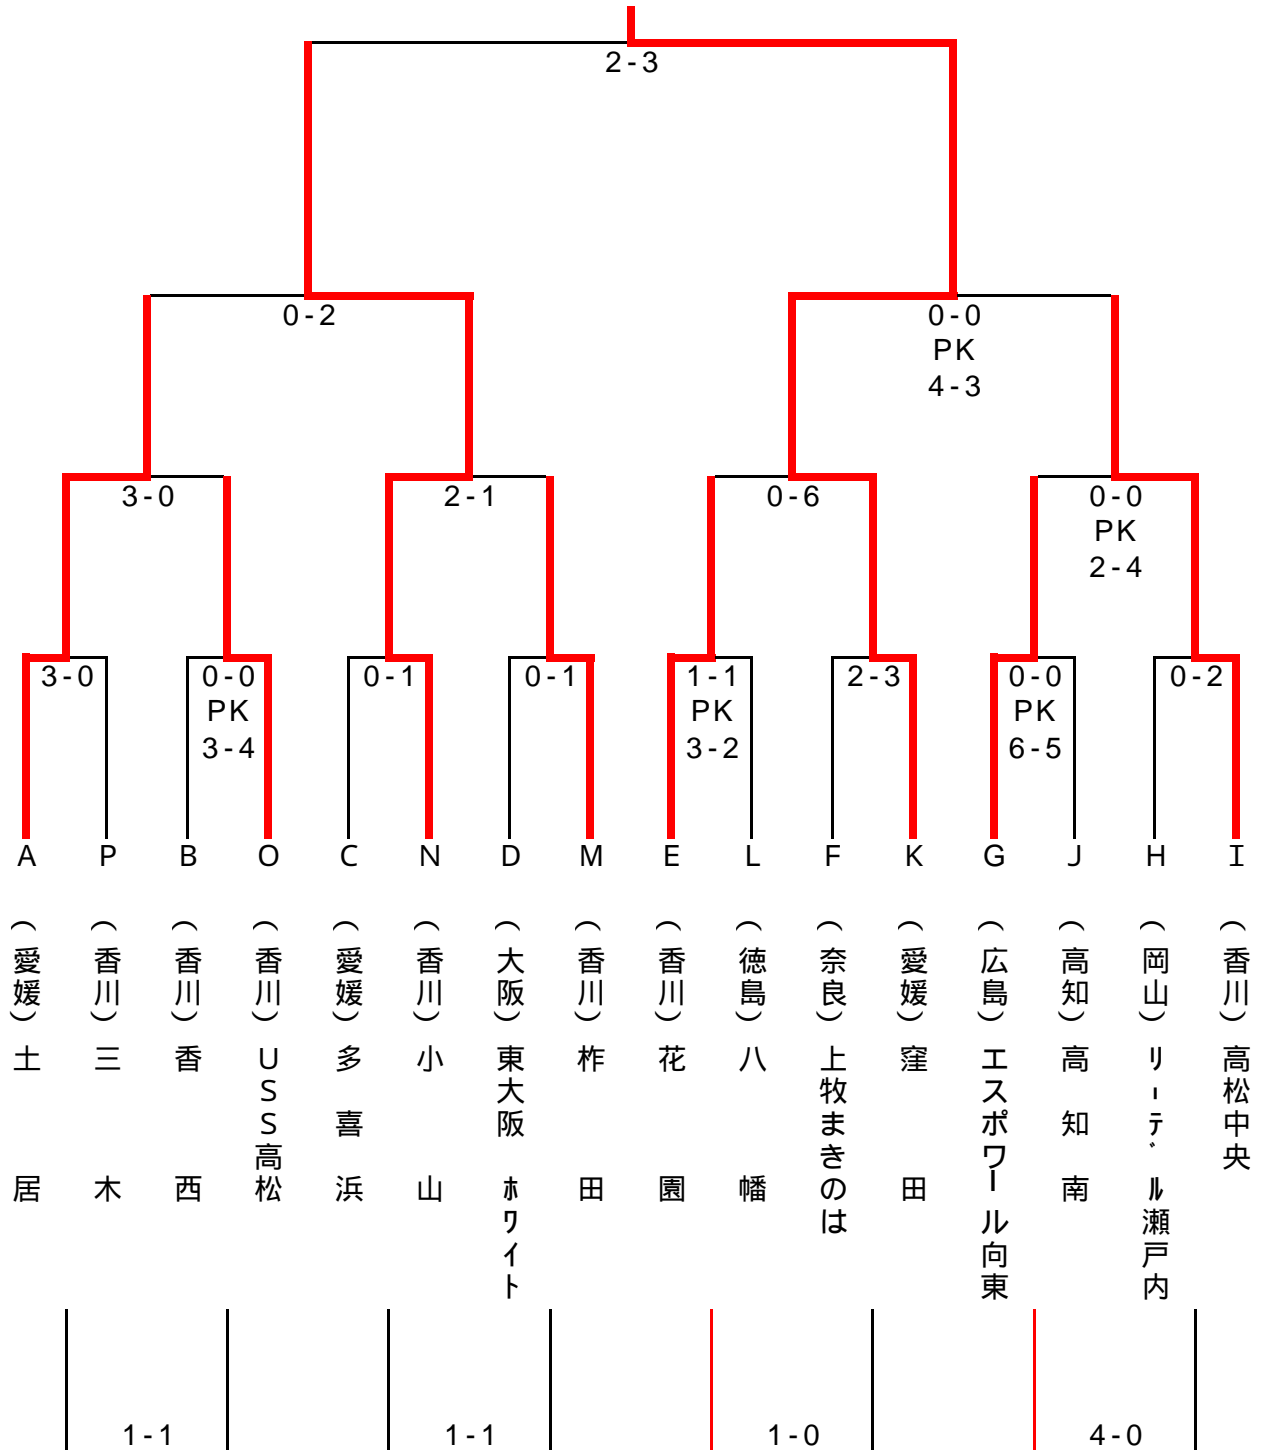 2-3
0-2
0-0
PK
4-3
3-0
2-1
0-6
0-0
PK
2-4
3-0
0-0
PK
3-4
0-1
0-1
1-1
PK
3-2
2-3
0-0
PK
6-5
0-2
A P B O C N D M E L F K G J H I
(愛媛)土居
(香川)三木
(香川)香西
(香川)USS高松
(愛媛)多喜浜
(香川)小山
(大阪)東大阪 ﾎﾜｲﾄ
(香川)柞田
(香川)花園
(徳島)八幡
(奈良)上牧まきのは
(愛媛)窪田
(広島)エスポワール向東
(高知)高知南
(岡山)ﾘｰﾃﾞﾙ瀬戸内
(香川)高松中央
1-1
1-1
1-0
4-0